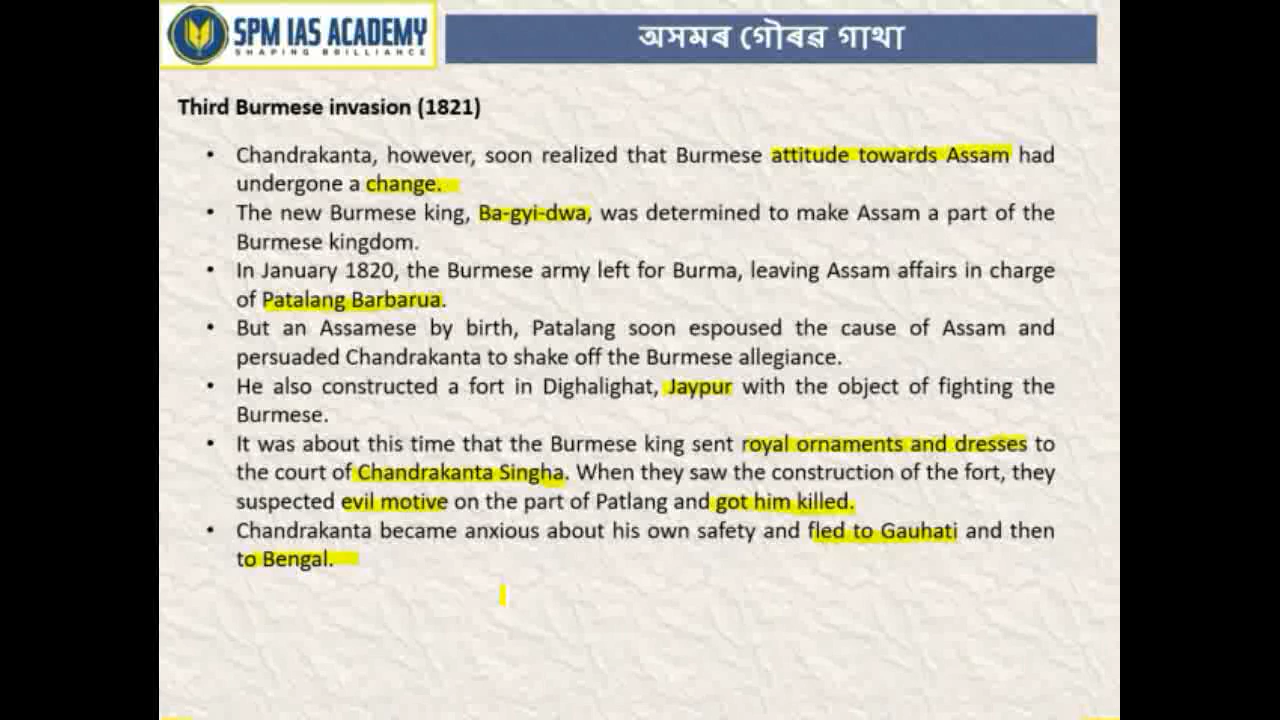 SPM IAS ACADEMY
SHAPING BRILLIANCE
অসমৰ গৌৰৱ গাথা
Third Burmese invasion (1821)
• Chandrakanta, however, soon realized that Burmese attitude towards Assam had
undergone a change.
• The new Burmese king, Ba-gyi-dwa, was determined to make Assam a part of the
Burmese kingdom.
• In January 1820, the Burmese army left for Burma, leaving Assam affairs in charge
of Patalang Barbarua.
• But an Assamese by birth, Patalang soon espoused the cause of Assam and
persuaded Chandrakanta to shake off the Burmese allegiance.
• He also constructed a fort in Dighalighat, Jaypur with the object of fighting the
Burmese.
• It was about this time that the Burmese king sent royal ornaments and dresses to
the court of Chandrakanta Singha. When they saw the construction of the fort, they
suspected evil motive on the part of Patlang and got him killed.
• Chandrakanta became anxious about his own safety and fled to Gauhati and then
to Bengal.